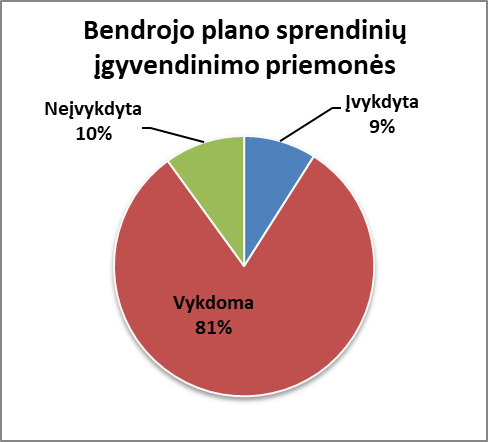 Bendrojo plano sprendinių
įgyvendinimo priemonės
Neįvykdyta
10%
Įvykdyta
9%
Vykdoma
81%